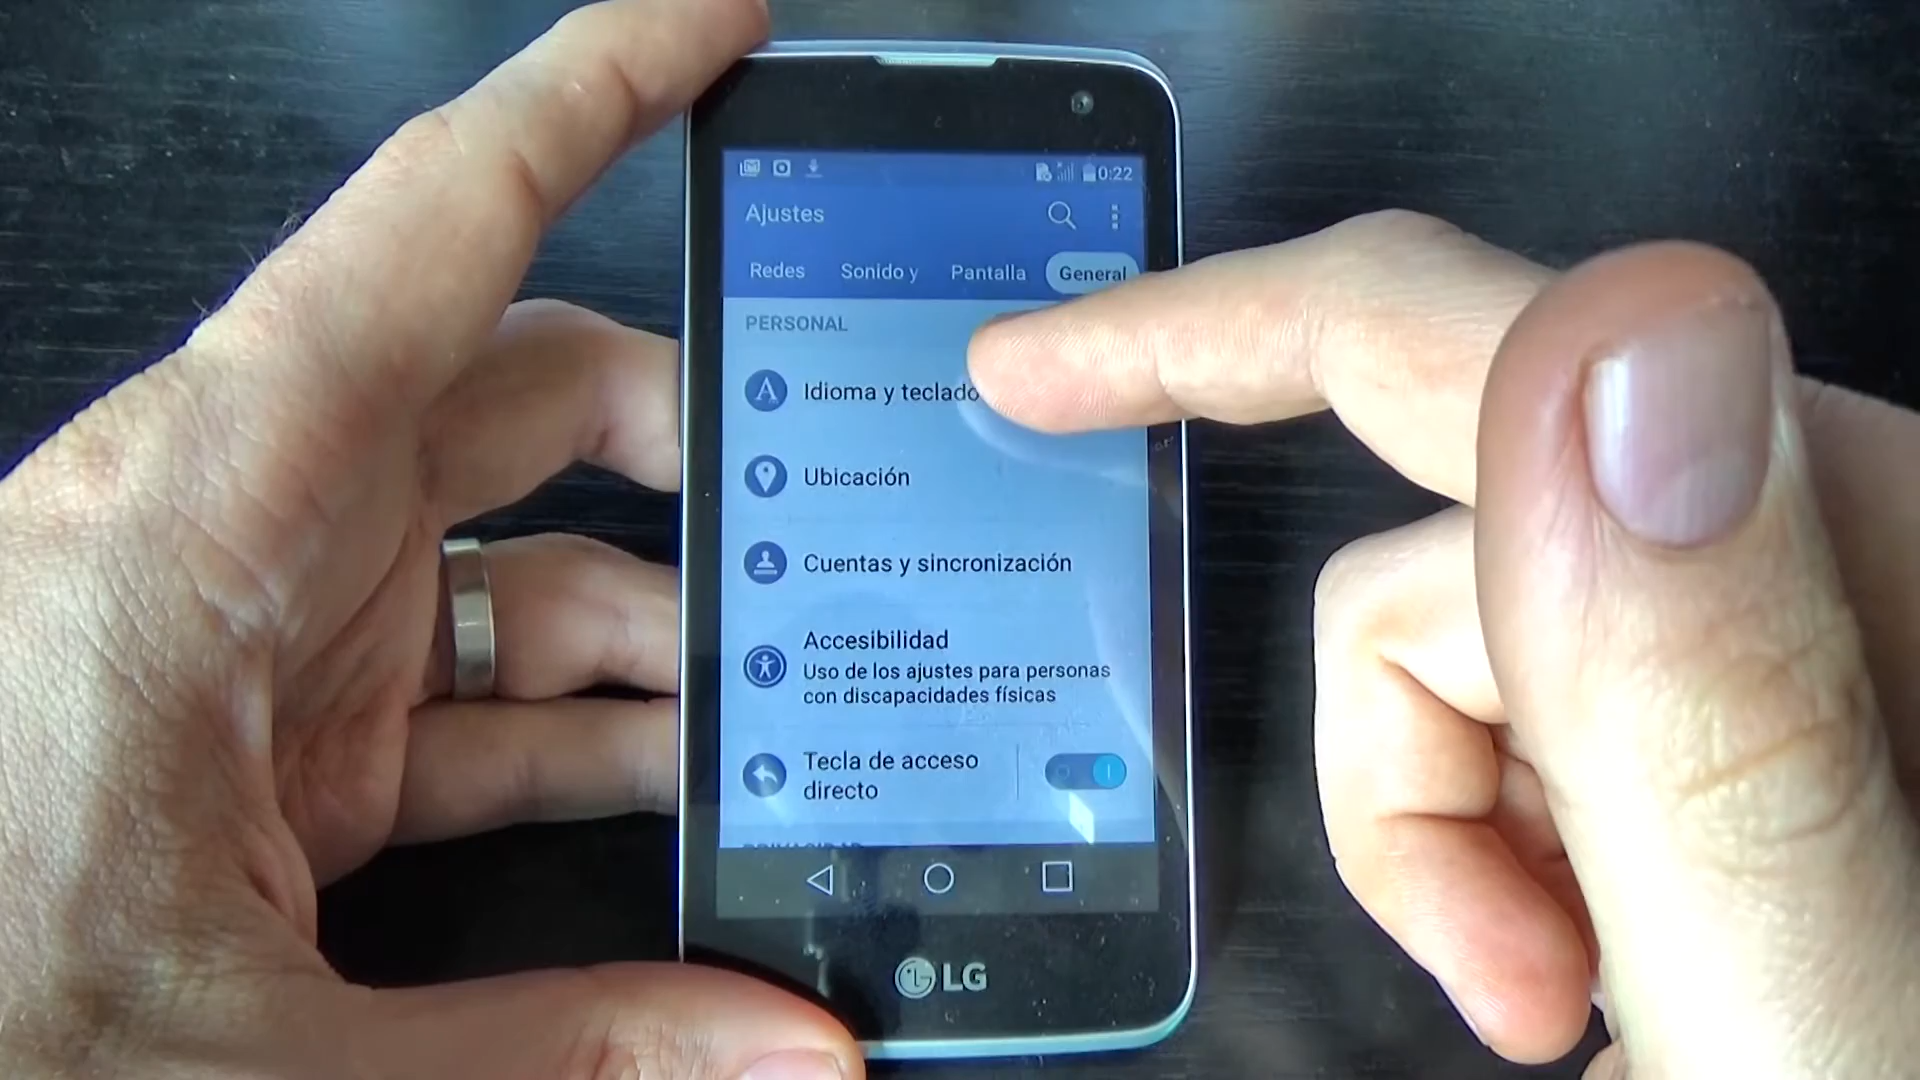 0:22
Ajustes
Redes Sonido y Pantalla General
PERSONAL
Idioma y teclado
Ubicación
Cuentas y sincronización
Accesibilidad
Uso de los ajustes para personas
con discapacidades físicas
Tecla de acceso
directo
PRIVACIDAD
LG